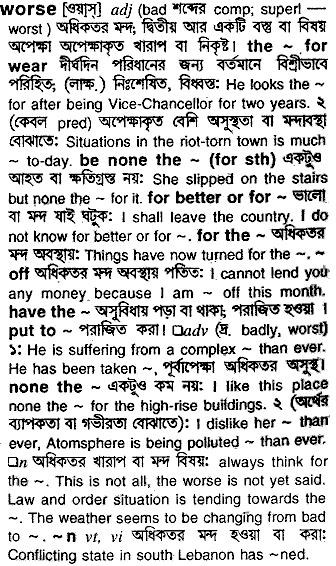 worse [ওয়্যাস্] adj (bad শব্দের comp; superl —
worst) অধিকতর মন্দ; দ্বিতীয় আর একটি বস্তু বা বিষয়
অপেক্ষা অপেক্ষাকৃত খারাপ বা নিকৃষ্ট। the ~ for
wear দীর্ঘদিন পরিধানের জন্য বর্তমানে বিশ্রীভাবে
পরিহিত; (লাক্ষ.) নিঃশেষিত, বিধ্বস্ত: He looks the ~
for after being Vice-Chancellor for two years. ২
(কেবল pred) অপেক্ষাকৃত বেশি অসুস্থতা বা মন্দাবস্থা
বোঝাতে: Situations in the riot-torn town is much
~ to-day. be none the ~ (for sth) একটুও
আহত বা ক্ষতিগ্রস্ত নয়: She slipped on the stairs
but none the ~ for it. for better or for ~ ভালো
বা মন্দ যাই ঘটুক: I shall leave the country. I do
not know for better or for ~. for the ~ অধিকতর
মন্দ অবস্থায়: Things have now turned for the ~. ~
off অধিকতর মন্দ অবস্থায় পতিত: I cannot lend you
any money because I am ~ off this month.
have the ~ অসুবিধায় পড়া বা থাকা; পরাজিত হওয়া।
put to ~ পরাজিত করা। □adv (দ্র. badly, worst)
১: He is suffering from a complex ~ than ever.
He has been taken ~, পূর্বাপেক্ষা অধিকতর অসুস্থ।
none the ~ একটুও কম নয়: I like this place
none the ~ for the high-rise buildings. ২ (অর্থের
ব্যাপকতা বা গভীরতা বোঝাতে): I dislike her ~ than
ever, Atomsphere is being polluted ~ than ever.
□n অধিকতর খারাপ বা মন্দ বিষয়: always think for
the ~. This is not all, the worse is not yet said.
Law and order situation is tending towards the
~. The weather seems to be changing from bad
to ~. ~n vt, vi অধিকতর মন্দ হওয়া বা করা:
Conflicting state in south Lebanon has ~ned.